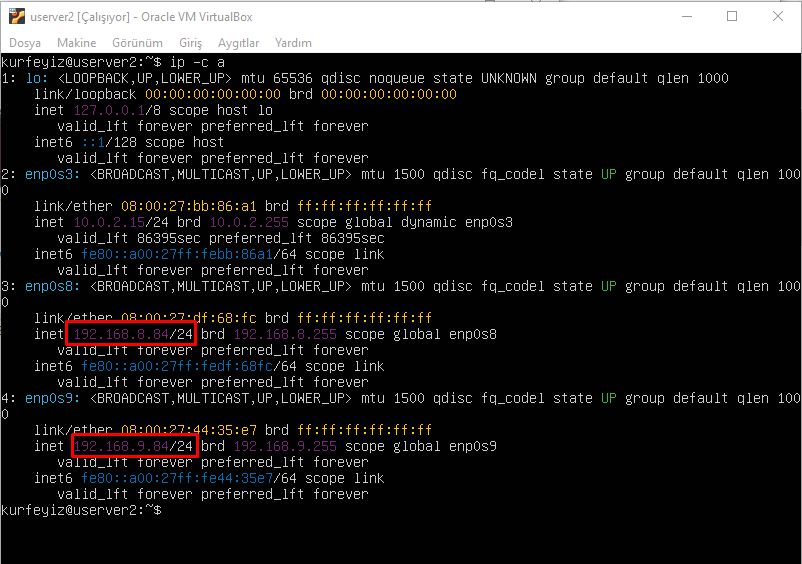 userver2 [Çalışıyor] - Oracle VM VirtualBox
Dosya Makine Görünüm Giriş Aygıtlar Yardım
kurfeyiz@userver2:~$ ip -c a
1: lo: <LOOPBACK,UP,LOWER_UP> mtu 65536 qdisc noqueue state UNKNOWN group default qlen 1000
    link/loopback 00:00:00:00:00:00 brd 00:00:00:00:00:00
    inet 127.0.0.1/8 scope host lo
       valid_lft forever preferred_lft forever
    inet6 ::1/128 scope host
       valid_lft forever preferred_lft forever
2: enp0s3: <BROADCAST,MULTICAST,UP,LOWER_UP> mtu 1500 qdisc fq_codel state UP group default qlen 100
0
    link/ether 08:00:27:bb:86:a1 brd ff:ff:ff:ff:ff:ff
    inet 10.0.2.15/24 brd 10.0.2.255 scope global dynamic enp0s3
       valid_lft 86395sec preferred_lft 86395sec
    inet6 fe80::a00:27ff:febb:86a1/64 scope link
       valid_lft forever preferred_lft forever
3: enp0s8: <BROADCAST,MULTICAST,UP,LOWER_UP> mtu 1500 qdisc fq_codel state UP group default qlen 100
0
    link/ether 08:00:27:df:68:fc brd ff:ff:ff:ff:ff:ff
    inet 192.168.8.84/24 brd 192.168.8.255 scope global enp0s8
       valid_lft forever preferred_lft forever
    inet6 fe80::a00:27ff:fedf:68fc/64 scope link
       valid_lft forever preferred_lft forever
4: enp0s9: <BROADCAST,MULTICAST,UP,LOWER_UP> mtu 1500 qdisc fq_codel state UP group default qlen 100
0
    link/ether 08:00:27:44:35:e7 brd ff:ff:ff:ff:ff:ff
    inet 192.168.9.84/24 brd 192.168.9.255 scope global enp0s9
       valid_lft forever preferred_lft forever
    inet6 fe80::a00:27ff:fe44:35e7/64 scope link
       valid_lft forever preferred_lft forever
kurfeyiz@userver2:~$